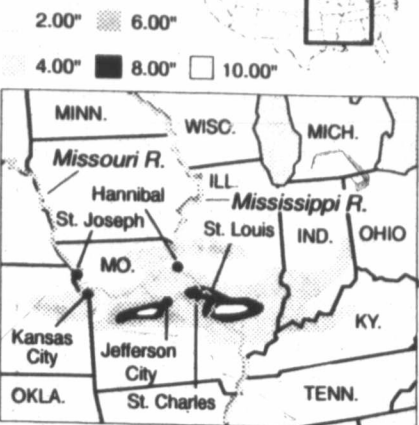 2.00" 6.00"
4.00" 8.00" 10.00"
MINN.
WISC.
MICH.
Missouri R.
ILL.
Hannibal
Mississippi R.
St. Joseph
St. Louis
IND.
OHIO
MO.
KY.
Kansas
City
Jefferson
City
OKLA.
St. Charles
TENN.